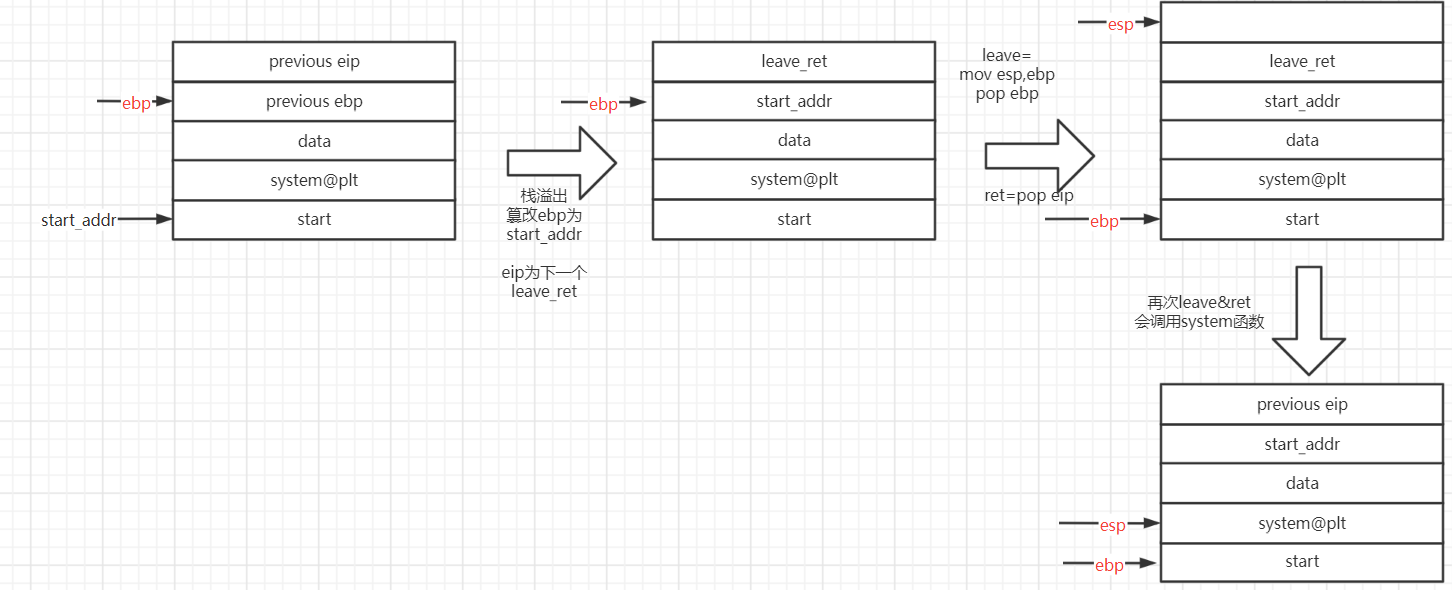 previous eip
ebp
previous ebp
data
system@plt
start_addr
start
栈溢出
篡改ebp为
start_addr
eip为下一个
leave_ret
leave_ret
ebp
start_addr
data
system@plt
start
leave=
mov esp,ebp
pop ebp
ret=pop eip
esp
leave_ret
start_addr
data
system@plt
ebp
start
再次leave&ret
会调用system函数
previous eip
start_addr
data
esp
system@plt
ebp
start